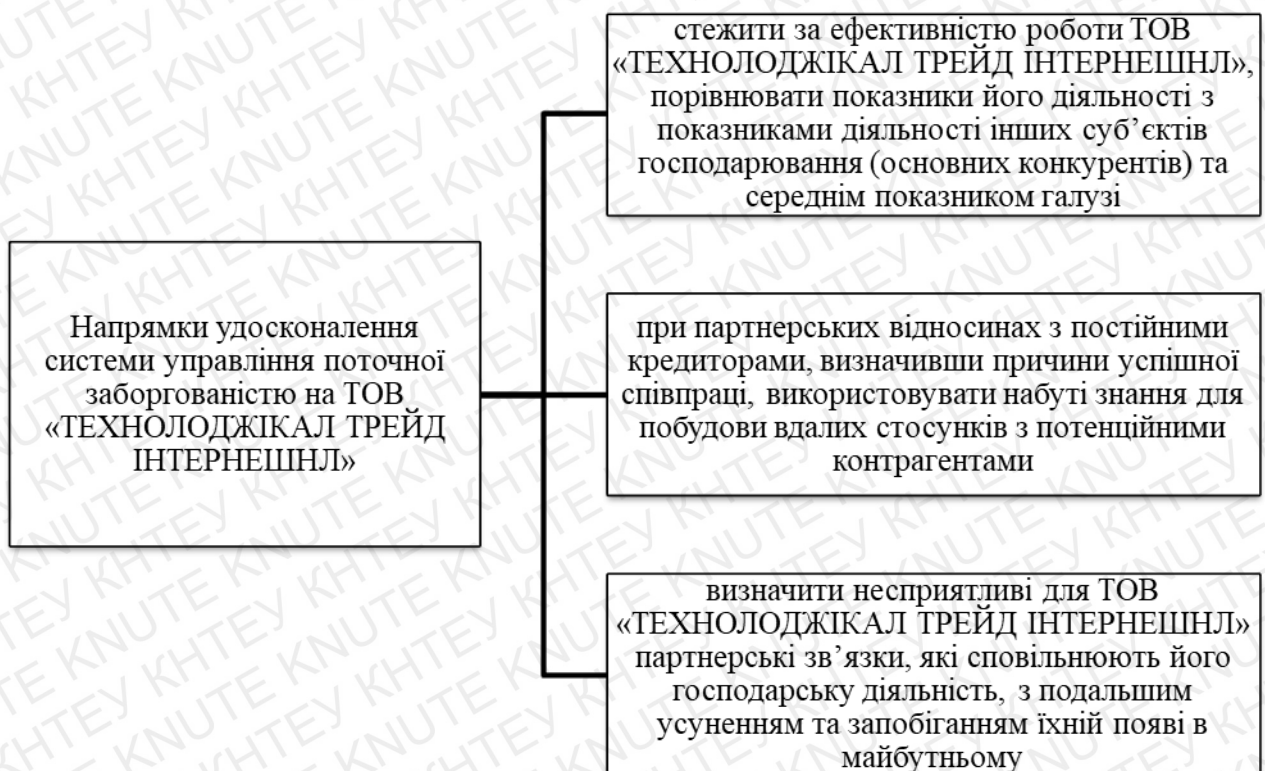 стежити за ефективністю роботи ТОВ
«ТЕХНОЛОДЖІКАЛ ТРЕЙД ІНТЕРНЕШНЛ»,
порівнювати показники його діяльності з
показниками діяльності інших суб’єктів
господарювання (основних конкурентів) та
середнім показником галузі
Напрямки удосконалення
системи управління поточної
заборгованістю на ТОВ
«ТЕХНОЛОДЖІКАЛ ТРЕЙД
ІНТЕРНЕШНЛ»
при партнерських відносинах з постійними
кредиторами, визначивши причини успішної
співпраці, використовувати набуті знання для
побудови вдалих стосунків з потенційними
контрагентами
визначити несприятливі для ТОВ
«ТЕХНОЛОДЖІКАЛ ТРЕЙД ІНТЕРНЕШНЛ»
партнерські зв’язки, які сповільнюють його
господарську діяльність, з подальшим
усуненням та запобіганням їхній появі в
майбутньому